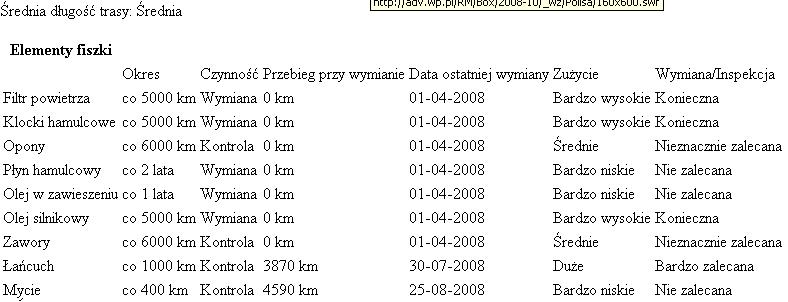 http://adv.wp.pl/RM/Box/2008-10/_wz/Polisa/160x600.swf
Średnia długość trasy: Średnia
Elementy fiszki
Okres Czynność Przebieg przy wymianie Data ostatniej wymiany Zużycie Wymiana/Inspekcja
Filtr powietrza co 5000 km Wymiana 0 km 01-04-2008 Bardzo wysokie Konieczna
Klocki hamulcowe co 5000 km Wymiana 0 km 01-04-2008 Bardzo wysokie Konieczna
Opony co 6000 km Kontrola 0 km 01-04-2008 Średnie Nieznacznie zalecana
Płyn hamulcowy co 2 lata Wymiana 0 km 01-04-2008 Bardzo niskie Nie zalecana
Olej w zawieszeniu co 1 lata Wymiana 0 km 01-04-2008 Bardzo niskie Nie zalecana
Olej silnikowy co 5000 km Wymiana 0 km 01-04-2008 Bardzo wysokie Konieczna
Zawory co 6000 km Kontrola 0 km 01-04-2008 Średnie Nieznacznie zalecana
Łańcuch co 1000 km Kontrola 3870 km 30-07-2008 Duże Bardzo zalecana
Mycie co 400 km Kontrola 4590 km 25-08-2008 Bardzo niskie Nie zalecana